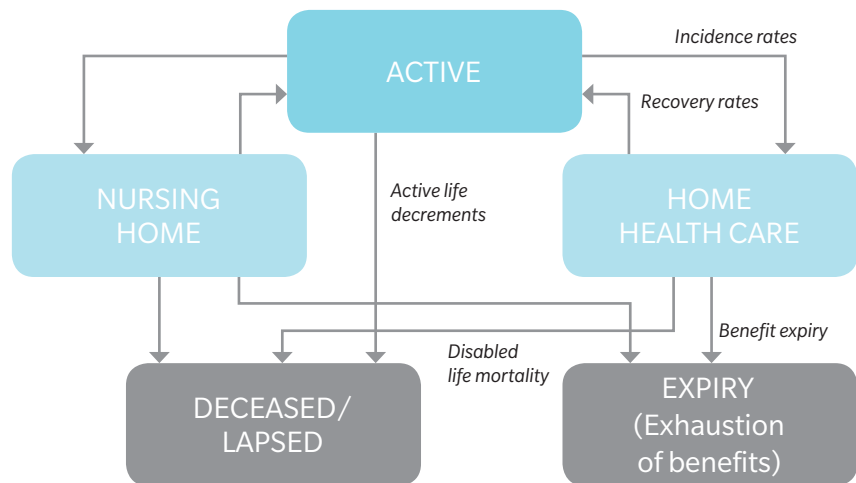 Incidence rates
ACTIVE
Recovery rates
NURSING
HOME
Active life
decrements
HOME
HEALTH CARE
Benefit expiry
Disabled
life mortality
DECEASED/
LAPSED
EXPIRY
(Exhaustion
of benefits)